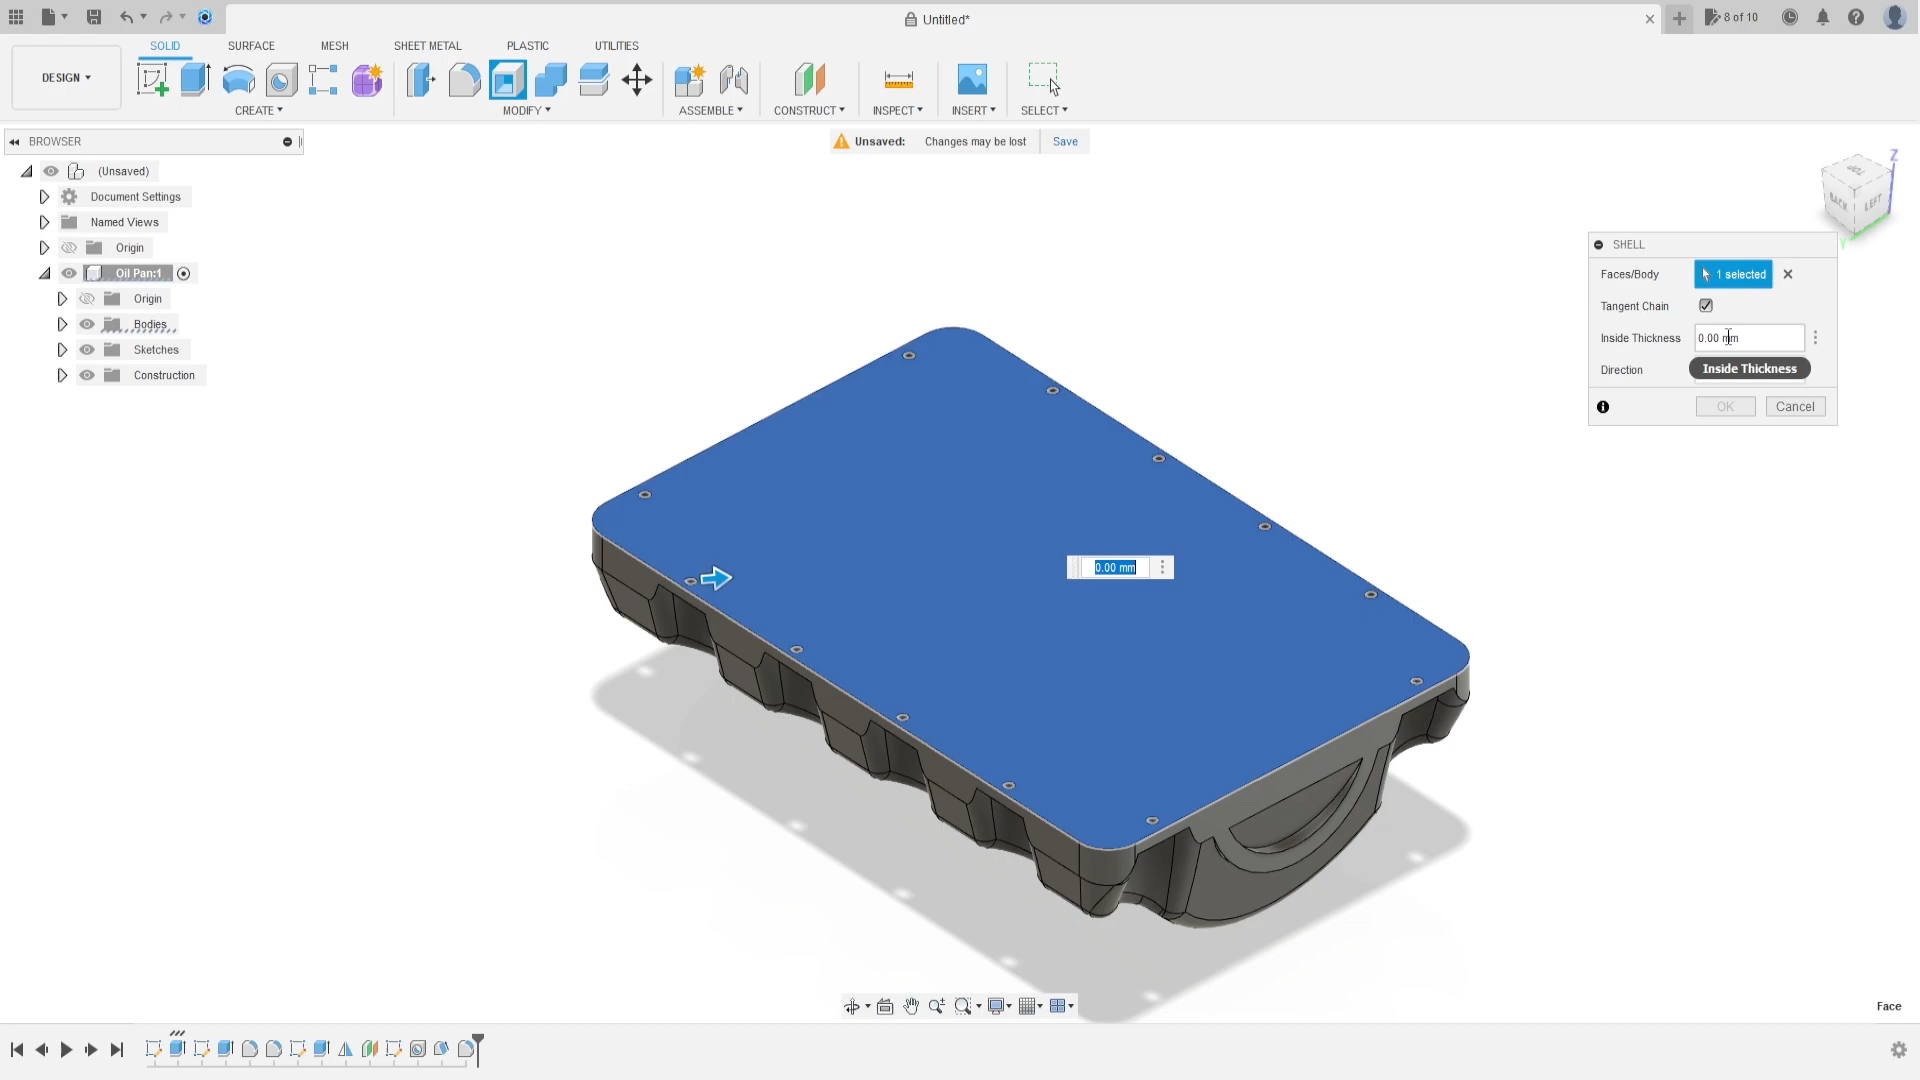 Untitled*
8 of 10
DESIGN
SOLID
SURFACE
MESH
SHEET METAL
PLASTIC
UTILITIES
CREATE
MODIFY
ASSEMBLE
CONSTRUCT
INSPECT
INSERT
SELECT
BROWSER
Unsaved: Changes may be lost Save
(Unsaved)
Document Settings
Named Views
Origin
Oil Pan:1
Origin
Bodies
Sketches
Construction
Z
TOP
BACK
LEFT
Y
SHELL
Faces/Body 1 selected
Tangent Chain
Inside Thickness 0.00 mm
Direction
Inside Thickness
OK Cancel
0.00 mm
Face